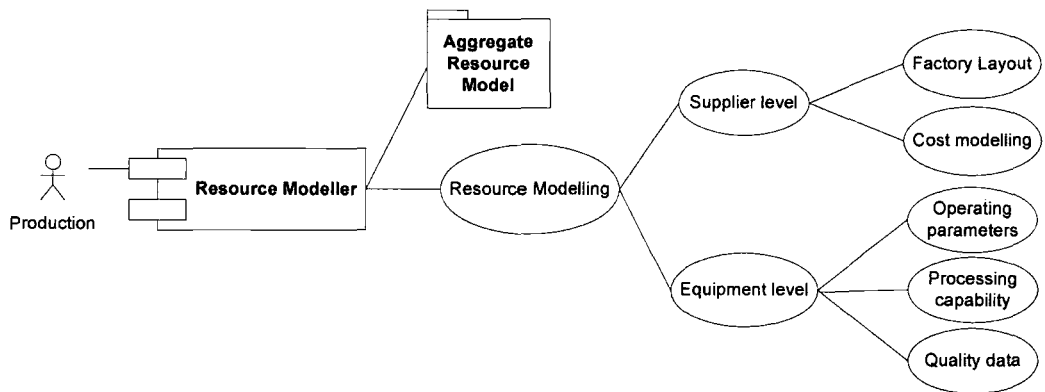 Aggregate
Resource
Model
Factory Layout
Supplier level
Cost modelling
Production
Resource Modeller
Resource Modelling
Operating
parameters
Equipment level
Processing
capability
Quality data